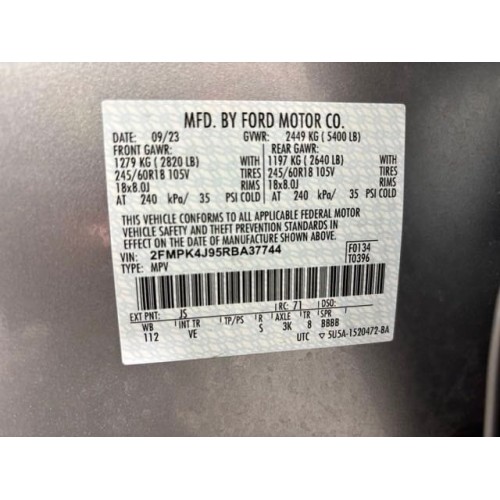 MFD. BY FORD MOTOR CO.
DATE: 09/23 GVWR: 2449 KG (5400 LB)
FRONT GAWR: REAR GAWR:
1279 KG (2820 LB) WITH 1197 KG (2640 LB) WITH
245/60R18 105V TIRES 245/60R18 105V TIRES
18x8.0J RIMS 18x8.0J RIMS
AT 240 kPa/ 35 PSI COLD AT 240 kPa/ 35 PSI COLD
THIS VEHICLE CONFORMS TO ALL APPLICABLE FEDERAL MOTOR
VEHICLE SAFETY AND THEFT PREVENTION STANDARDS IN
EFFECT ON THE DATE OF MANUFACTURE SHOWN ABOVE.
VIN: 2FMPK4J95RBA37744 F0134
TYPE: MPV T0396
EXT PNT: JS RC: 71 DSO:
WB INT TR TP/PS R AXLE TR SPR
112 VE S 3K 8 BBBB
UTC ▽ 5U5A-1520472-BA